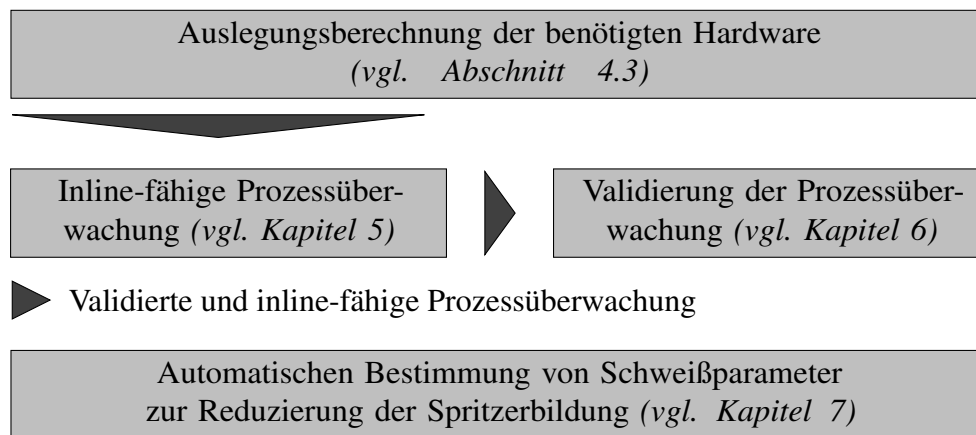 Auslegungsberechnung der benötigten Hardware
(vgl. Abschnitt 4.3)
Inline-fähige Prozessüber-
wachung (vgl. Kapitel 5)
Validierung der Prozessüber-
wachung (vgl. Kapitel 6)
Validierte und inline-fähige Prozessüberwachung
Automatischen Bestimmung von Schweißparameter
zur Reduzierung der Spritzerbildung (vgl. Kapitel 7)